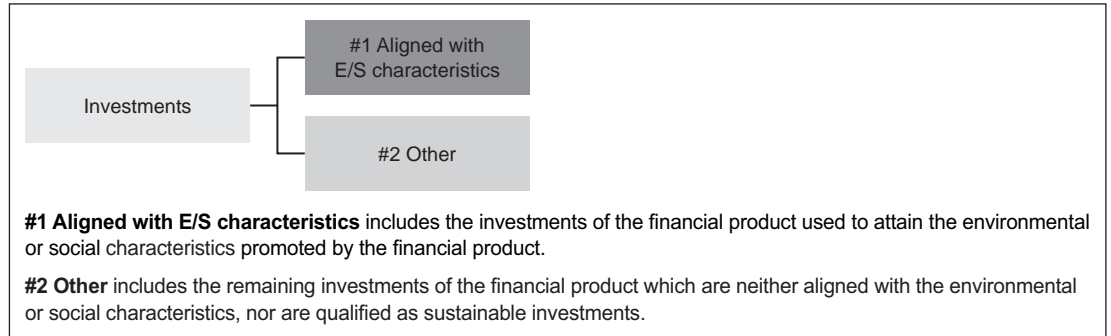 #1 Aligned with
E/S characteristics
Investments
#2 Other
#1 Aligned with E/S characteristics includes the investments of the financial product used to attain the environmental
or social characteristics promoted by the financial product.
#2 Other includes the remaining investments of the financial product which are neither aligned with the environmental
or social characteristics, nor are qualified as sustainable investments.